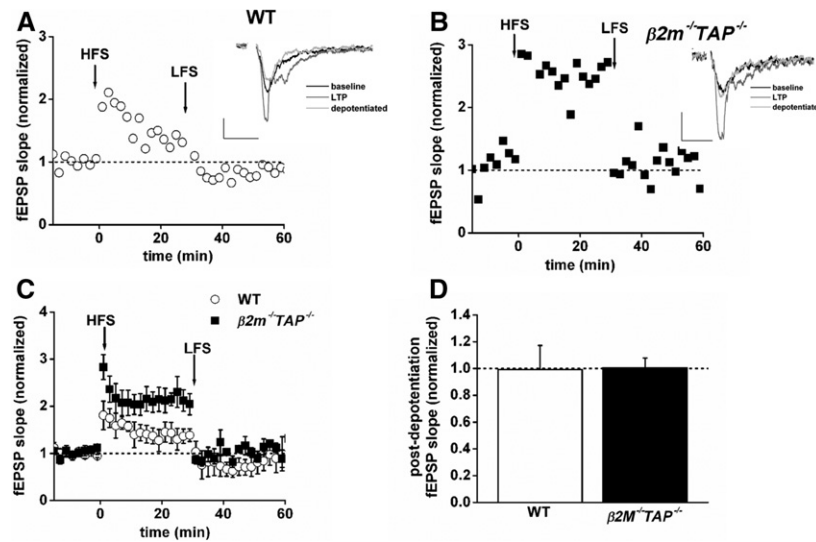 A
WT
HFS
LFS
baseline
LTP
depotentiated
fEPSP slope (normalized)
3
2
1
0
0 20 40 60
time (min)
B
β2m⁻/⁻TAP⁻/⁻
HFS
LFS
baseline
LTP
depotentiated
fEPSP slope (normalized)
3
2
1
0
0 20 40 60
time (min)
C
WT
β2m⁻/⁻TAP⁻/⁻
HFS
LFS
fEPSP slope (normalized)
4
3
2
1
0
0 20 40 60
time (min)
D
post-depotentiation
fEPSP slope (normalized)
1.4
1.2
1.0
0.8
0.6
0.4
0.2
0.0
WT
β2M⁻/⁻TAP⁻/⁻